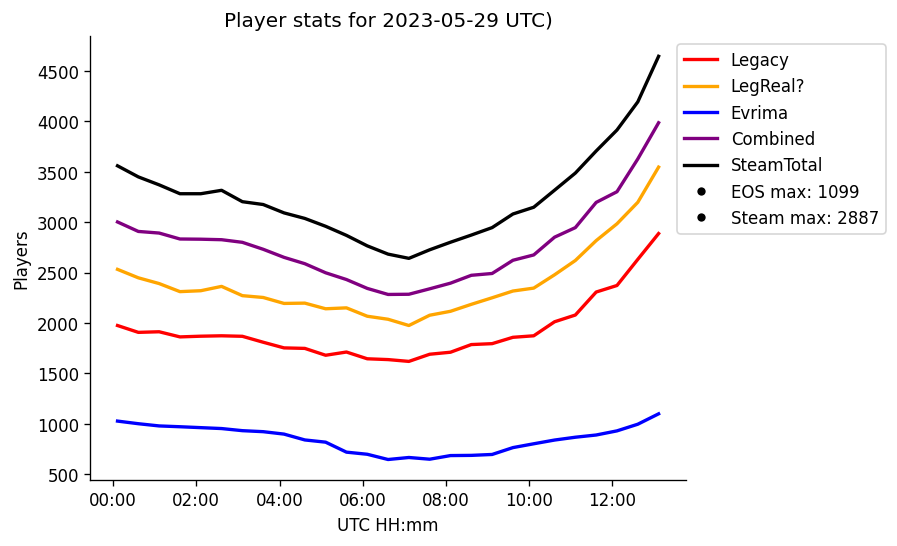 Player stats for 2023-05-29 UTC)
Legacy
LegReal?
Evrima
Combined
SteamTotal
EOS max: 1099
Steam max: 2887
Players
4500
4000
3500
3000
2500
2000
1500
1000
500
00:00
02:00
04:00
06:00
08:00
10:00
12:00
UTC HH:mm